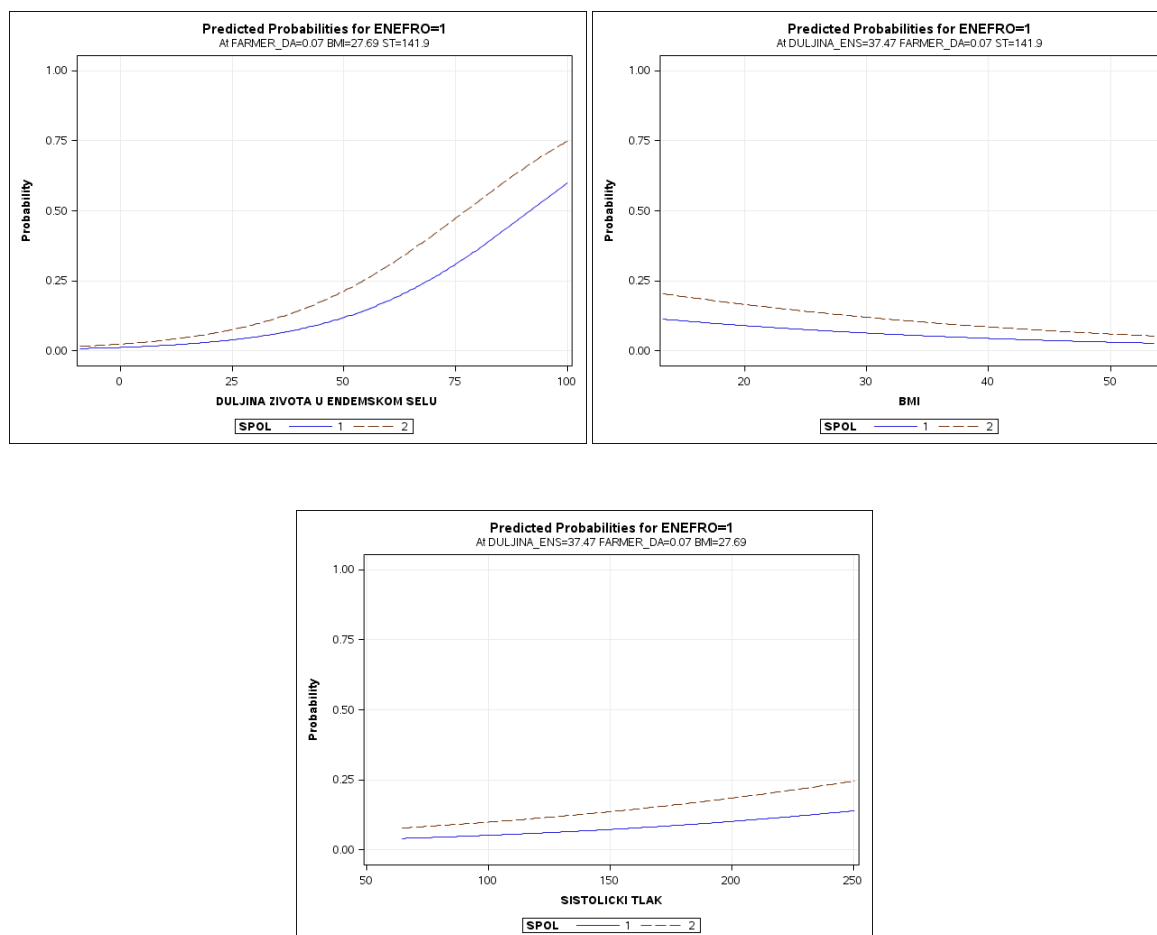 Predicted Probabilities for ENEFRO=1
At FARMER_DA=0.07 BMI=27.69 ST=141.9
1.00
0.75
0.50
0.25
0.00
Probability
0 25 50 75 100
DULJINA ZIVOTA U ENDEMSKOM SELU
SPOL 1 2
Predicted Probabilities for ENEFRO=1
At DULJINA_ENS=37.47 FARMER_DA=0.07 ST=141.9
1.00
0.75
0.50
0.25
0.00
Probability
20 30 40 50
BMI
SPOL 1 2
Predicted Probabilities for ENEFRO=1
At DULJINA_ENS=37.47 FARMER_DA=0.07 BMI=27.69
1.00
0.75
0.50
0.25
0.00
Probability
50 100 150 200 250
SISTOLICKI TLAK
SPOL 1 2